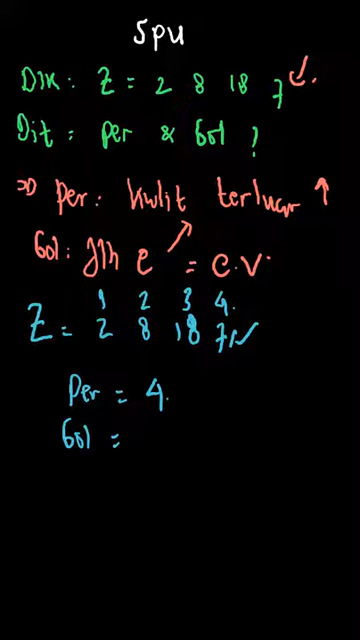 SPU
Dik: Z = 2 8 18 7
Dit = per & Gol ?
=> per: kulit terluar ↑
Gol: Jlh e = e.v.
1 2 3 4
Z = 2 8 18 7
Per = 4.
Gol =